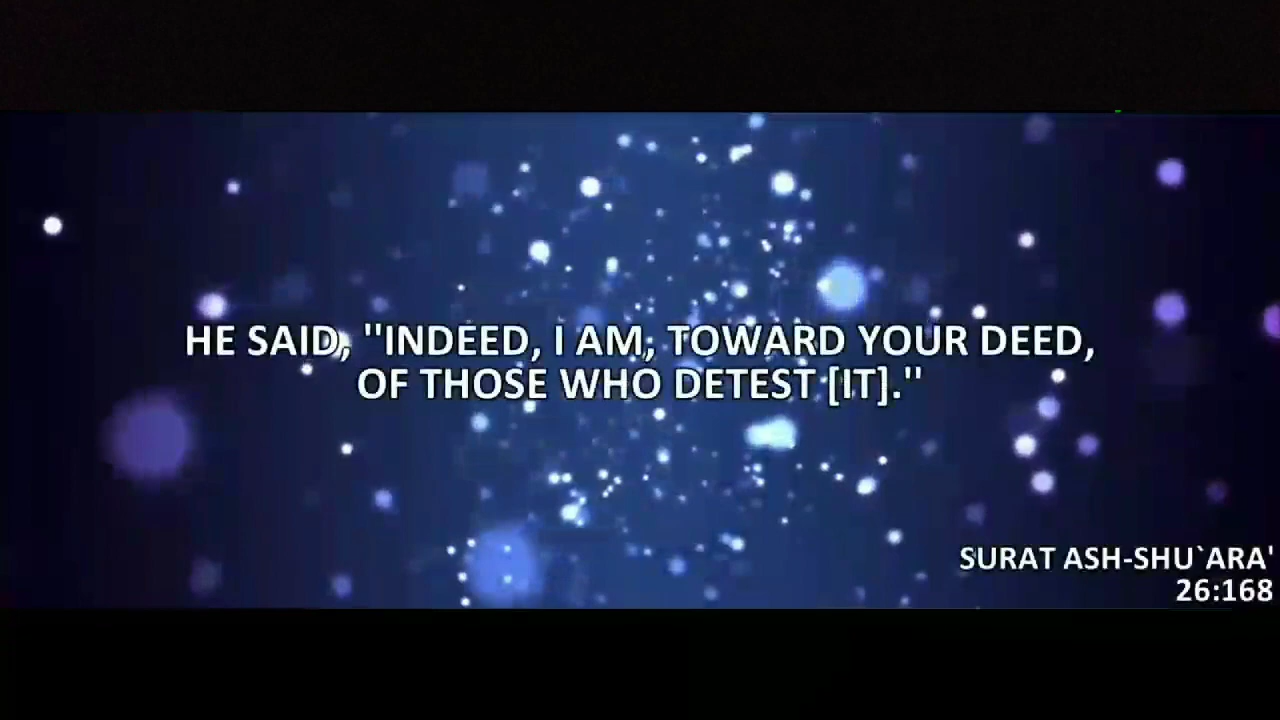 HE SAID, "INDEED, I AM, TOWARD YOUR DEED,
OF THOSE WHO DETEST [IT]."
SURAT ASH-SHU`ARA'
26:168